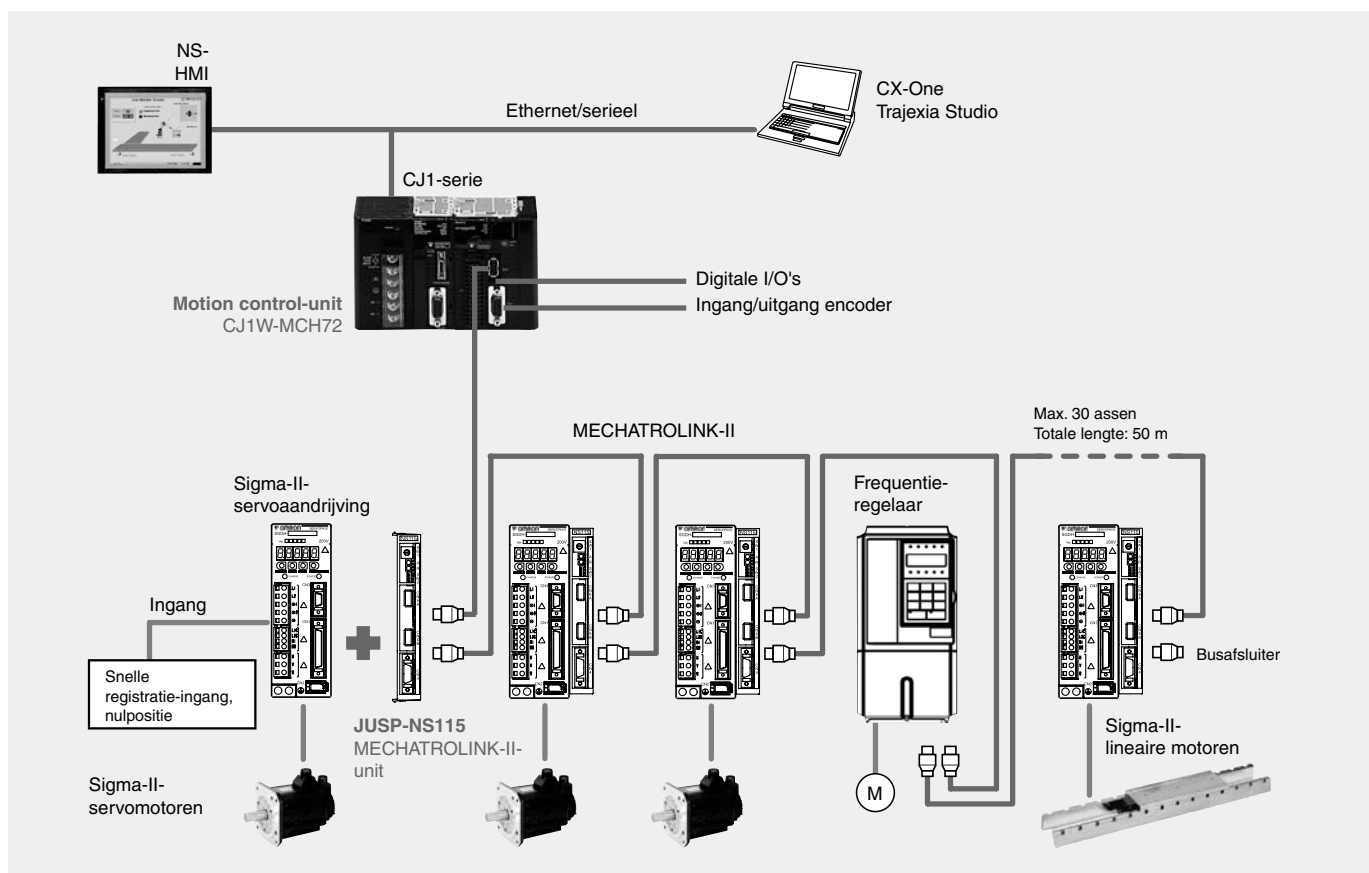 NS-
HMI
Ethernet/serieel
CX-One
Trajexia Studio
CJ1-serie
Motion control-unit
CJ1W-MCH72
Digitale I/O's
Ingang/uitgang encoder
MECHATROLINK-II
Max. 30 assen
Totale lengte: 50 m
Sigma-II-
servoaandrijving
Frequentie-
regelaar
Ingang
Snelle
registratie-ingang,
nulpositie
Busafsluiter
JUSP-NS115
MECHATROLINK-II-
unit
Sigma-II-
lineaire motoren
Sigma-II-
servomotoren
M